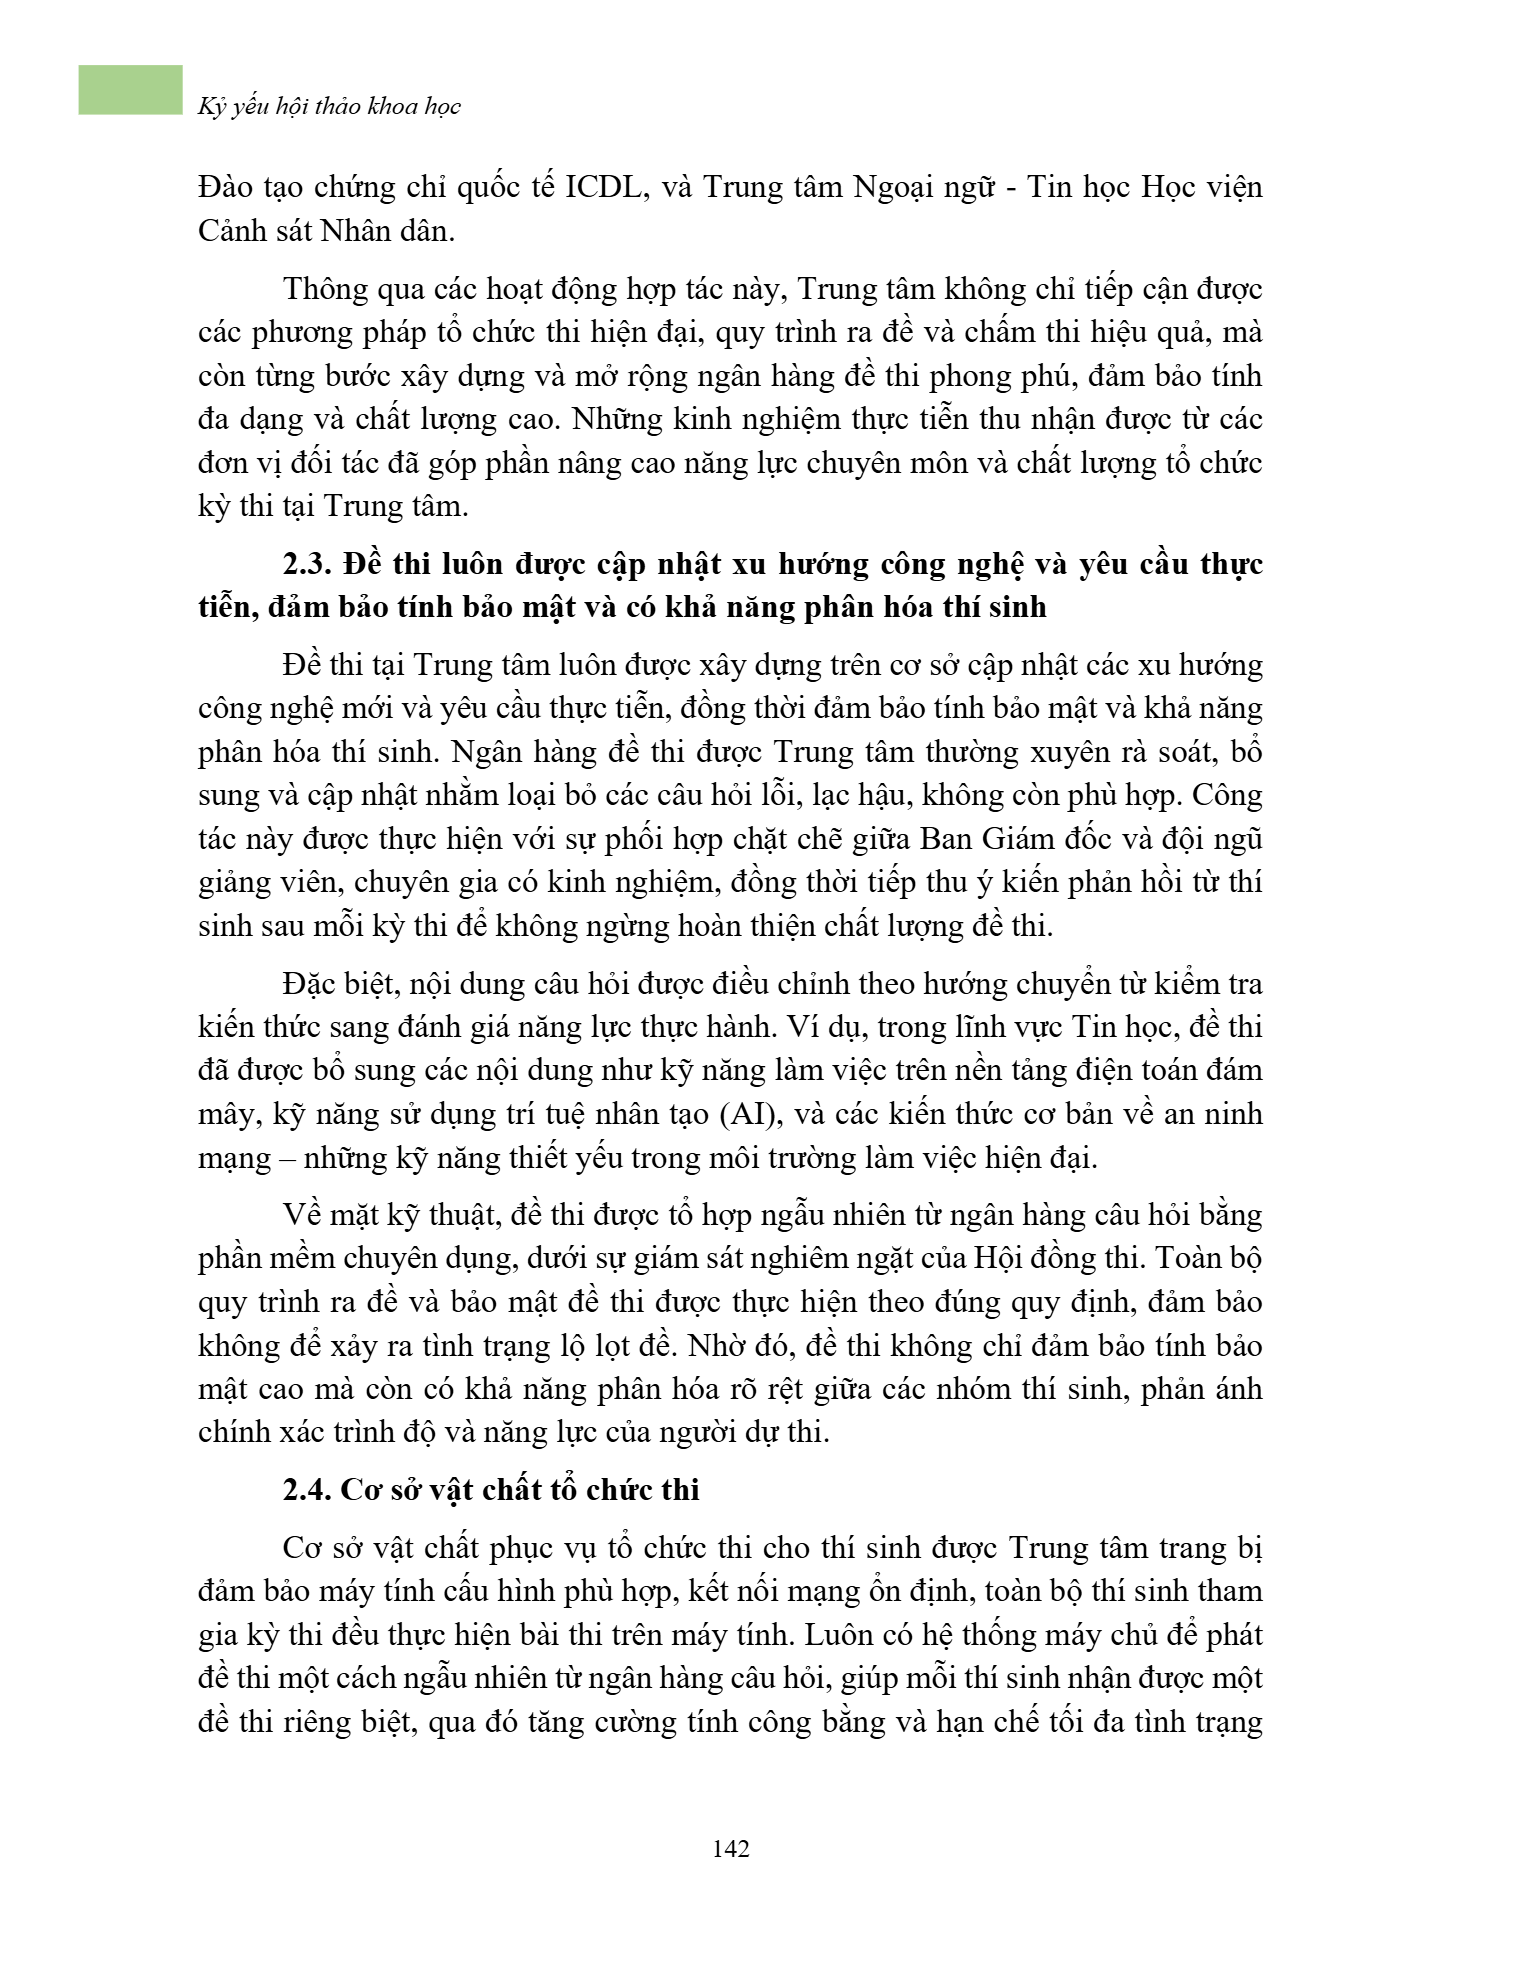 Kỷ yếu hội thảo khoa học
Đào tạo chứng chỉ quốc tế ICDL, và Trung tâm Ngoại ngữ - Tin học Học viện
Cảnh sát Nhân dân.
Thông qua các hoạt động hợp tác này, Trung tâm không chỉ tiếp cận được
các phương pháp tổ chức thi hiện đại, quy trình ra đề và chấm thi hiệu quả, mà
còn từng bước xây dựng và mở rộng ngân hàng đề thi phong phú, đảm bảo tính
đa dạng và chất lượng cao. Những kinh nghiệm thực tiễn thu nhận được từ các
đơn vị đối tác đã góp phần nâng cao năng lực chuyên môn và chất lượng tổ chức
kỳ thi tại Trung tâm.
2.3. Đề thi luôn được cập nhật xu hướng công nghệ và yêu cầu thực
tiễn, đảm bảo tính bảo mật và có khả năng phân hóa thí sinh
Đề thi tại Trung tâm luôn được xây dựng trên cơ sở cập nhật các xu hướng
công nghệ mới và yêu cầu thực tiễn, đồng thời đảm bảo tính bảo mật và khả năng
phân hóa thí sinh. Ngân hàng đề thi được Trung tâm thường xuyên rà soát, bổ
sung và cập nhật nhằm loại bỏ các câu hỏi lỗi, lạc hậu, không còn phù hợp. Công
tác này được thực hiện với sự phối hợp chặt chẽ giữa Ban Giám đốc và đội ngũ
giảng viên, chuyên gia có kinh nghiệm, đồng thời tiếp thu ý kiến phản hồi từ thí
sinh sau mỗi kỳ thi để không ngừng hoàn thiện chất lượng đề thi.
Đặc biệt, nội dung câu hỏi được điều chỉnh theo hướng chuyển từ kiểm tra
kiến thức sang đánh giá năng lực thực hành. Ví dụ, trong lĩnh vực Tin học, đề thi
đã được bổ sung các nội dung như kỹ năng làm việc trên nền tảng điện toán đám
mây, kỹ năng sử dụng trí tuệ nhân tạo (AI), và các kiến thức cơ bản về an ninh
mạng – những kỹ năng thiết yếu trong môi trường làm việc hiện đại.
Về mặt kỹ thuật, đề thi được tổ hợp ngẫu nhiên từ ngân hàng câu hỏi bằng
phần mềm chuyên dụng, dưới sự giám sát nghiêm ngặt của Hội đồng thi. Toàn bộ
quy trình ra đề và bảo mật đề thi được thực hiện theo đúng quy định, đảm bảo
không để xảy ra tình trạng lộ lọt đề. Nhờ đó, đề thi không chỉ đảm bảo tính bảo
mật cao mà còn có khả năng phân hóa rõ rệt giữa các nhóm thí sinh, phản ánh
chính xác trình độ và năng lực của người dự thi.
2.4. Cơ sở vật chất tổ chức thi
Cơ sở vật chất phục vụ tổ chức thi cho thí sinh được Trung tâm trang bị
đảm bảo máy tính cấu hình phù hợp, kết nối mạng ổn định, toàn bộ thí sinh tham
gia kỳ thi đều thực hiện bài thi trên máy tính. Luôn có hệ thống máy chủ để phát
đề thi một cách ngẫu nhiên từ ngân hàng câu hỏi, giúp mỗi thí sinh nhận được một
đề thi riêng biệt, qua đó tăng cường tính công bằng và hạn chế tối đa tình trạng
142